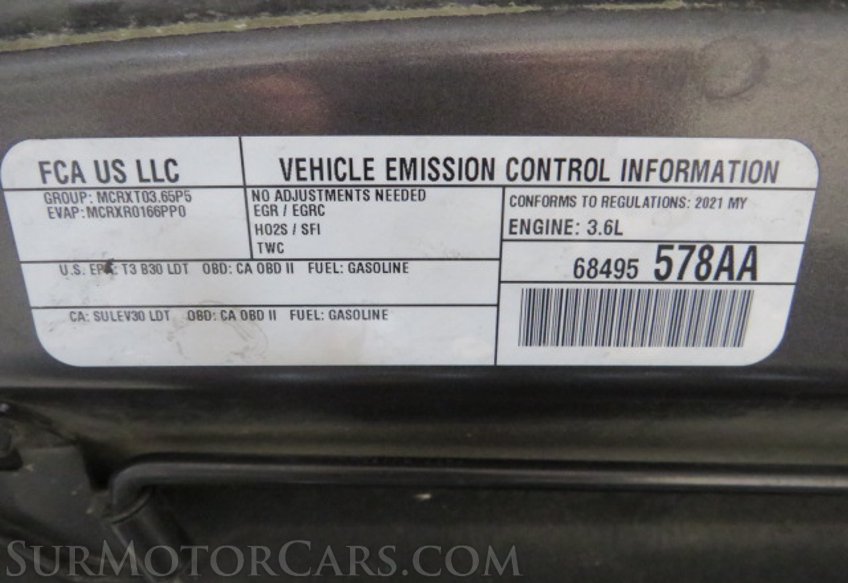 FCA US LLC
VEHICLE EMISSION CONTROL INFORMATION
GROUP: MCRXT03.65P5
EVAP: MCRXR0166PP0
NO ADJUSTMENTS NEEDED
EGR / EGRC
HO2S / SFI
TWC
CONFORMS TO REGULATIONS: 2021 MY
ENGINE: 3.6L
U.S. EPA: T3 B30 LDT OBD: CA OBD II FUEL: GASOLINE
68495 578AA
CA: SULEV30 LDT OBD: CA OBD II FUEL: GASOLINE
SURMOTORCARS.COM